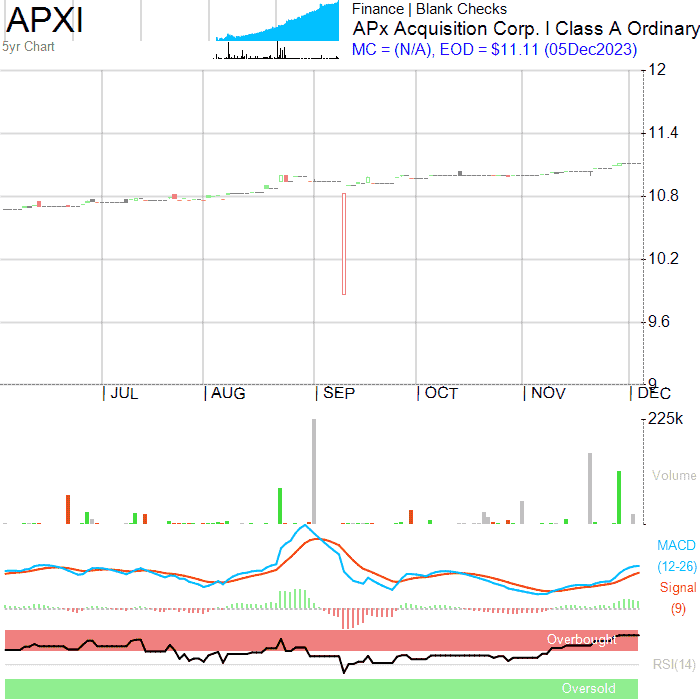 APXI
5yr Chart
Finance | Blank Checks
APx Acquisition Corp. I Class A Ordinary
MC = (N/A), EOD = $11.11 (05Dec2023)
12
11.4
10.8
10.2
9.6
9
| JUL | AUG | SEP | OCT | NOV | DEC
225k
Volume
MACD
(12-26)
Signal
(9)
Overbought
RSI(14)
Oversold